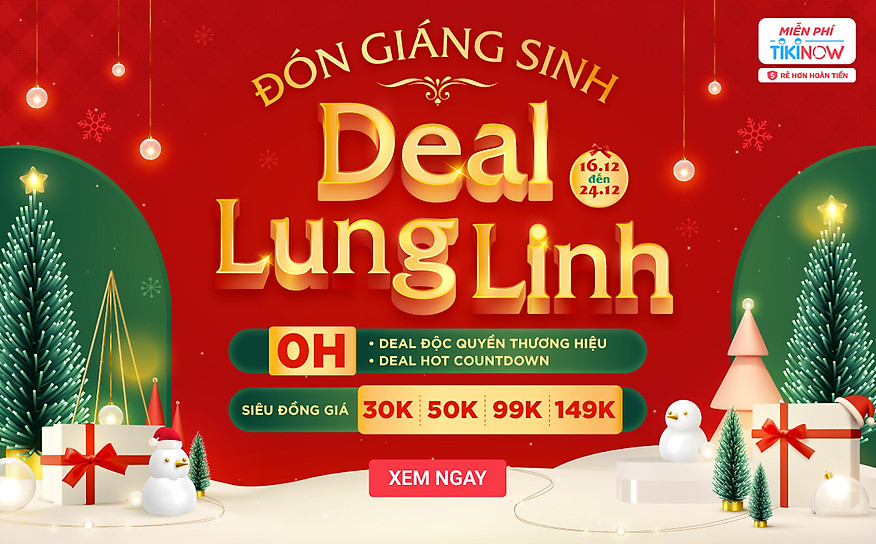 MIỄN PHÍ
TIKINOW
RẺ HƠN HOÀN TIỀN
ĐÓN GIÁNG SINH
Deal
16.12
đến
24.12
Lung Linh
0H
• DEAL ĐỘC QUYỀN THƯƠNG HIỆU
• DEAL HOT COUNTDOWN
SIÊU ĐỒNG GIÁ 30K 50K 99K 149K
XEM NGAY